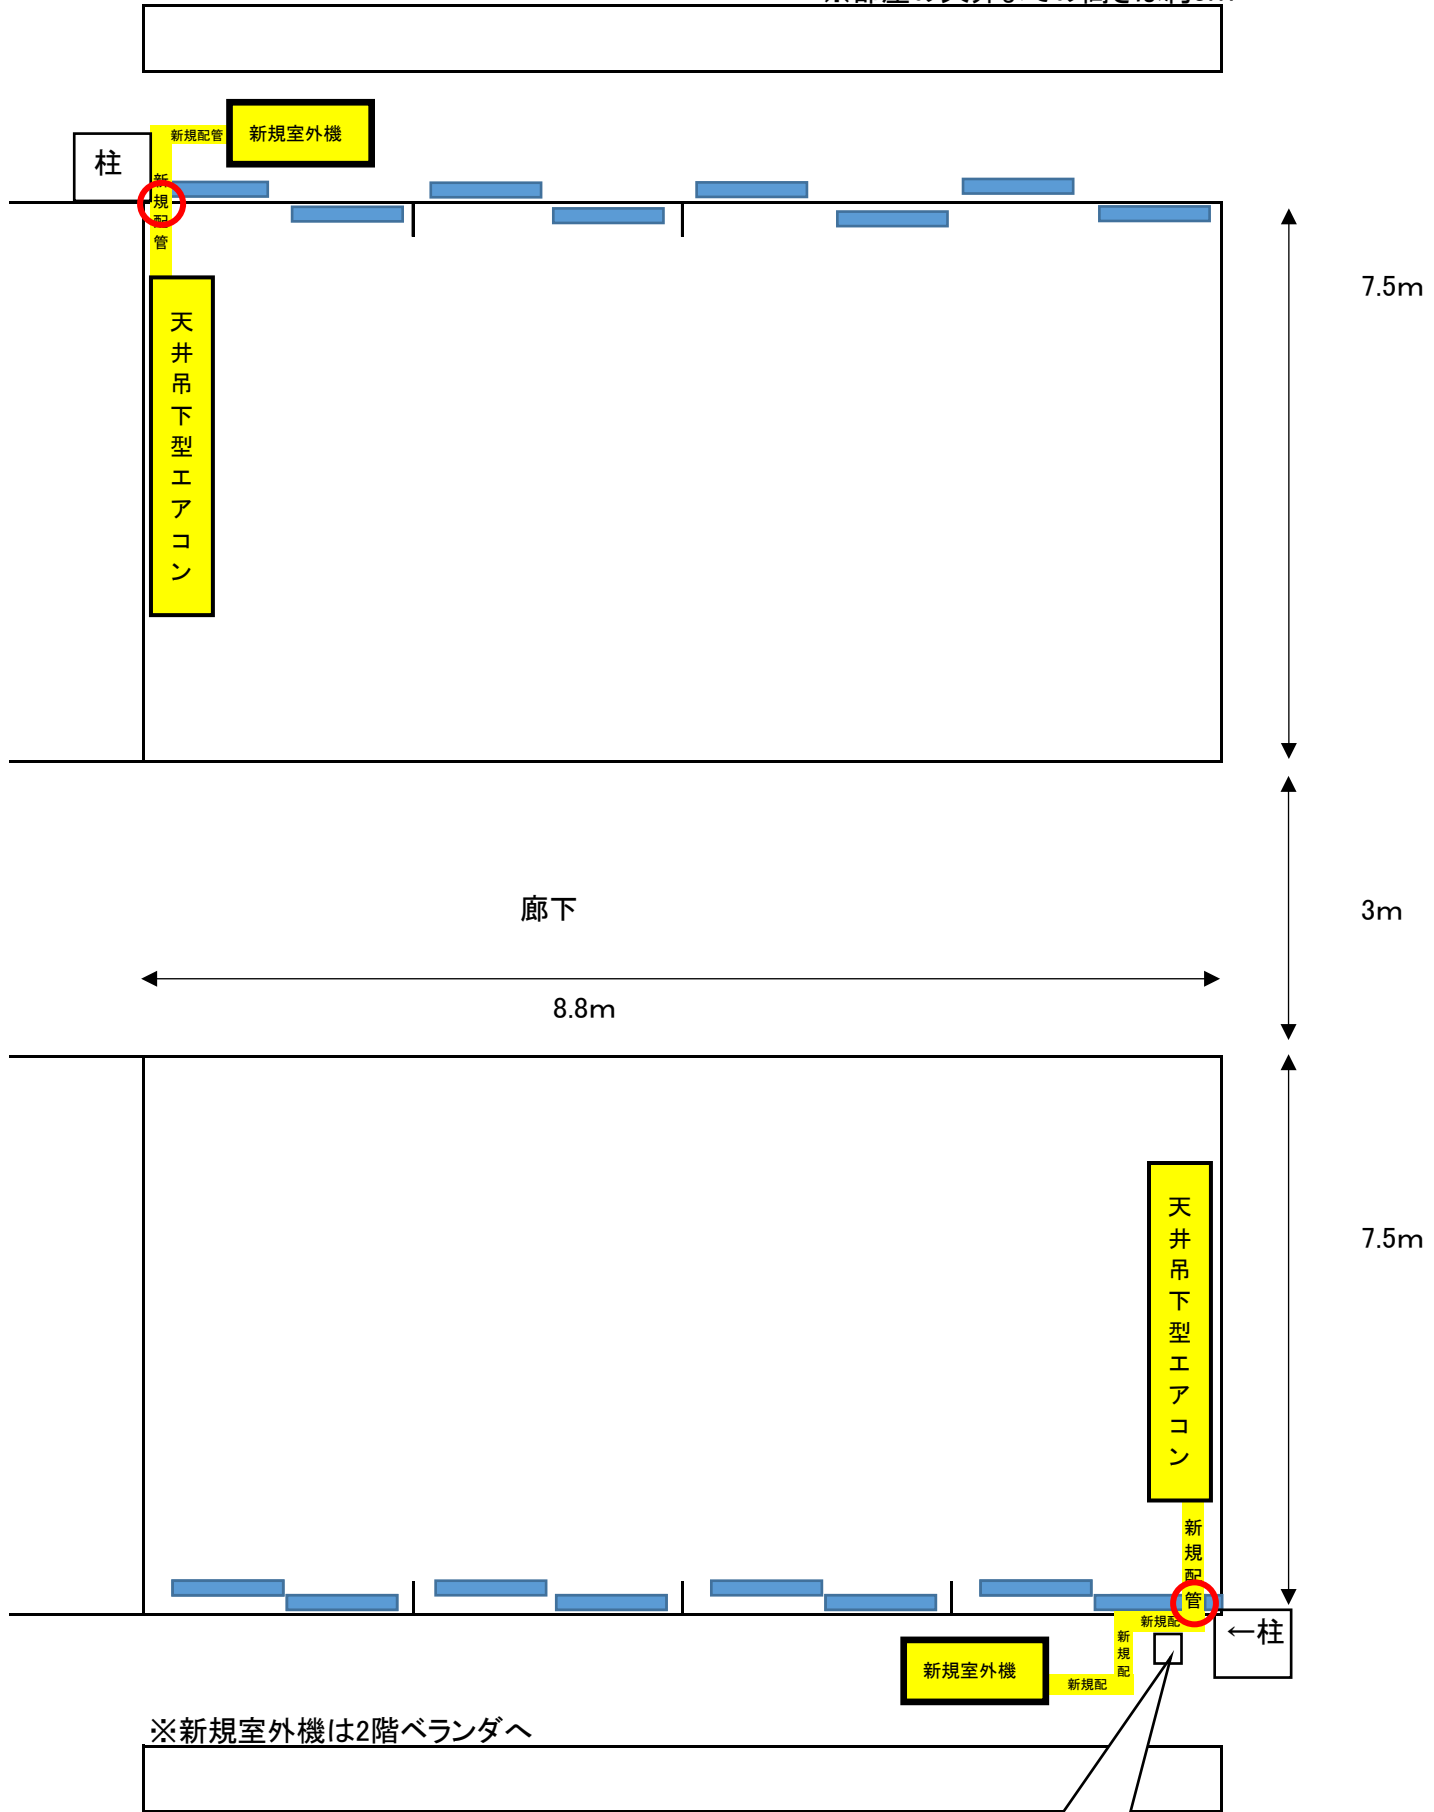 新規配管
新規室外機
柱
新規配管
7.5m
天井吊下型エアコン
廊下
3m
8.8m
天井吊下型エアコン
7.5m
新規配管
新規配
←柱
新規配
新規室外機
新規配
※新規室外機は2階ベランダへ